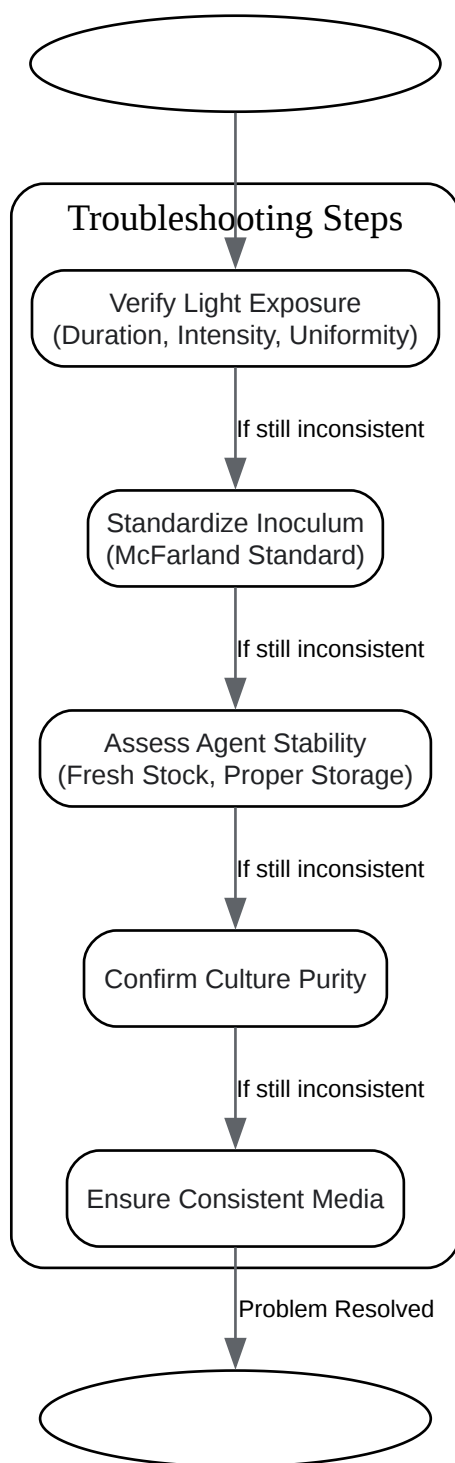 Troubleshooting Steps
Verify Light Exposure
(Duration, Intensity, Uniformity)
If still inconsistent
Standardize Inoculum
(McFarland Standard)
If still inconsistent
Assess Agent Stability
(Fresh Stock, Proper Storage)
If still inconsistent
Confirm Culture Purity
If still inconsistent
Ensure Consistent Media
Problem Resolved